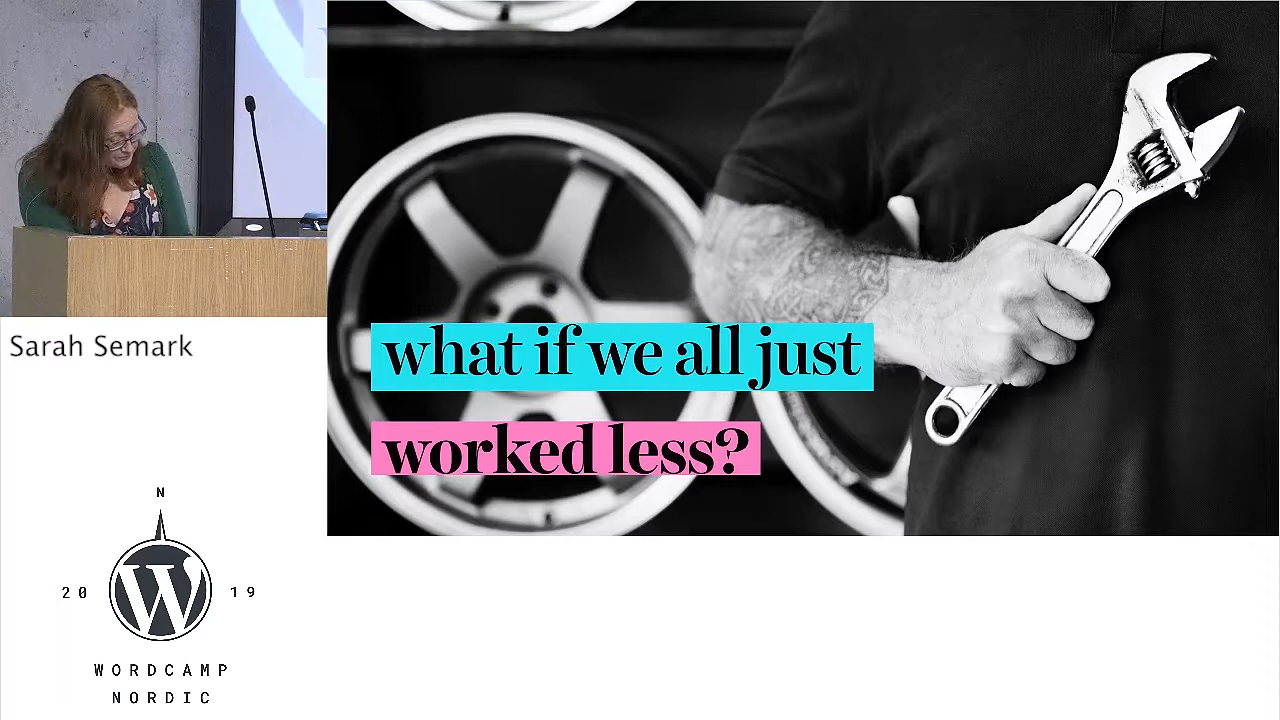 what if we all just
worked less?
Sarah Semark
N
20 19
WORDCAMP
NORDIC